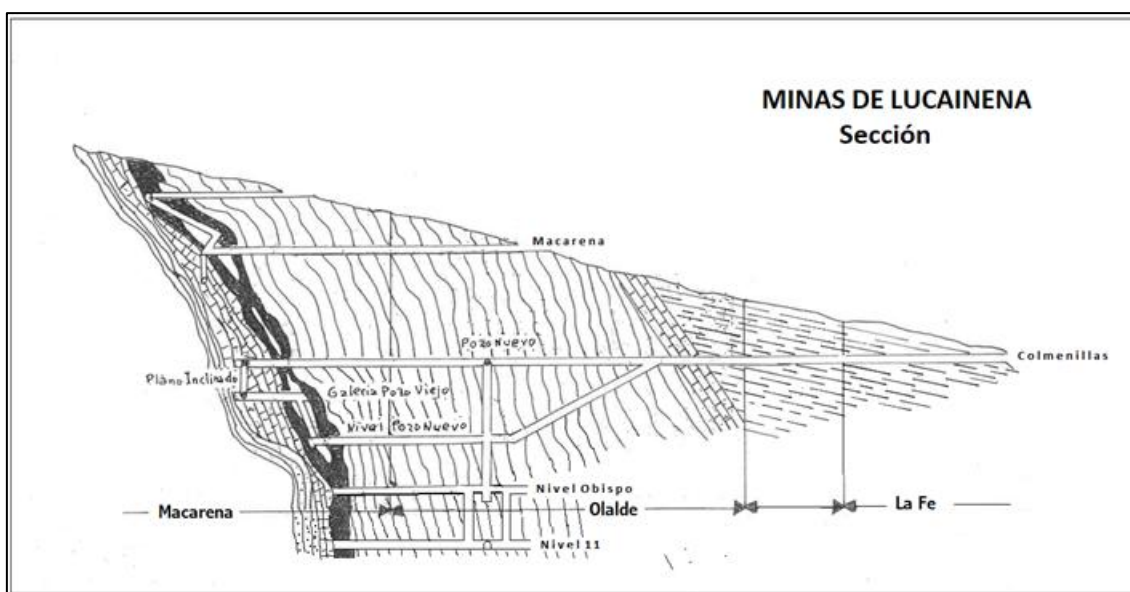 MINAS DE LUCAINENA
Sección
Macarena
Pozo Nuevo
Colmenillas
Plano Inclinado
Galeria Pozo Viejo
Nivel Pozo Nuevo
Nivel Obispo
Macarena
Olalde
La Fe
Nivel 11